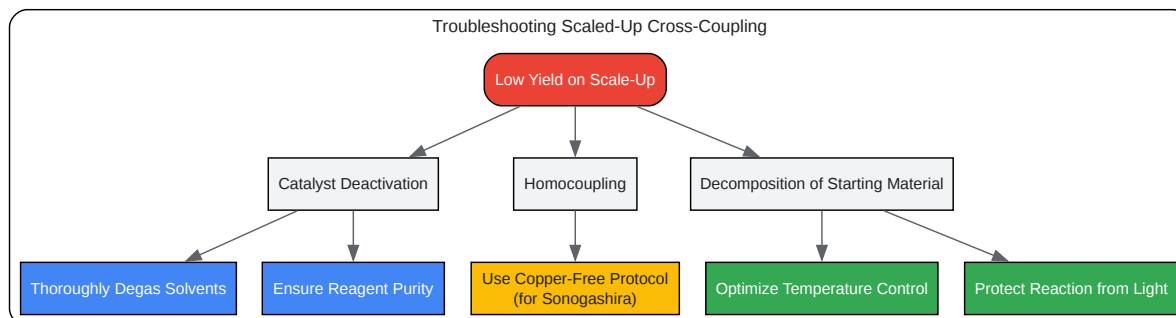 Troubleshooting Scaled-Up Cross-Coupling
Low Yield on Scale-Up
Catalyst Deactivation
Homocoupling
Decomposition of Starting Material
Thoroughly Degas Solvents
Ensure Reagent Purity
Use Copper-Free Protocol
(for Sonogashira)
Optimize Temperature Control
Protect Reaction from Light